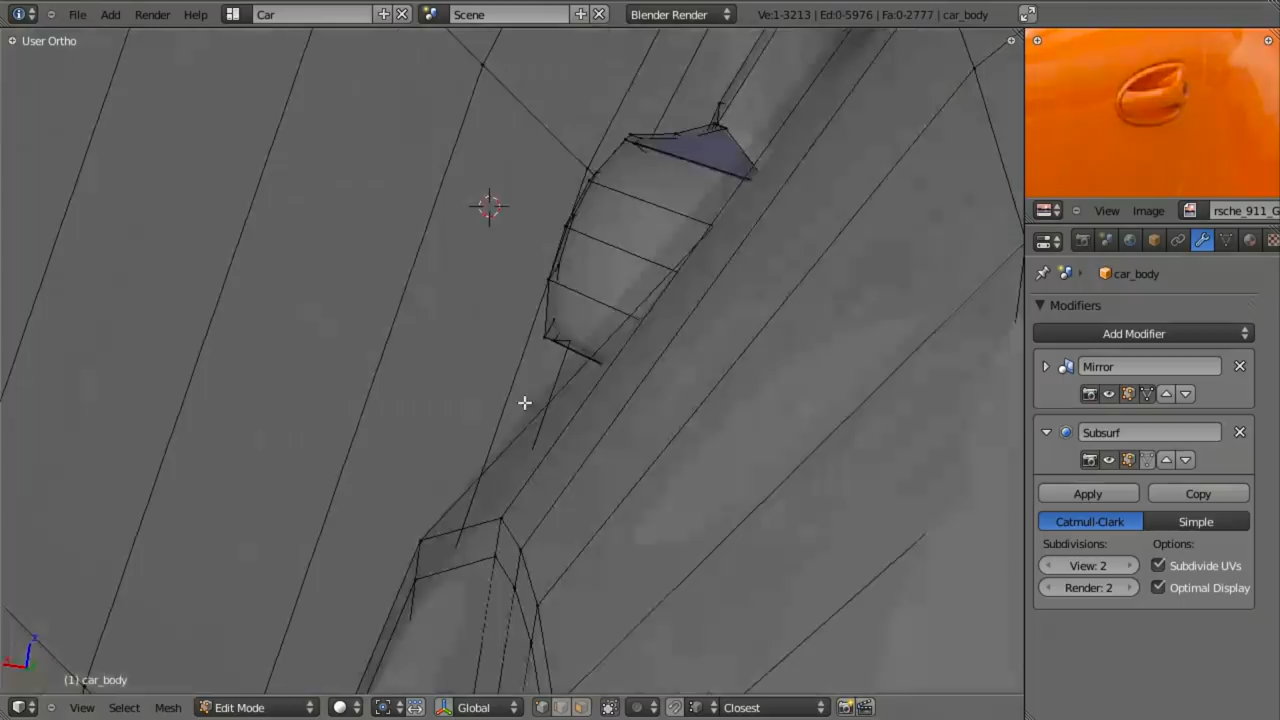 File Add Render Help Car Scene Blender Render Ve:1-3213 | Ed:0-5976 | Fa:0-2777 | car_body
User Ortho
View Image rsche_911_G
car_body
Modifiers
Add Modifier
Mirror
Subsurf
Apply Copy
Catmull-Clark Simple
Subdivisions: Options:
View: 2 Subdivide UVs
Render: 2 Optimal Display
(1) car_body
View Select Mesh Edit Mode Global Closest